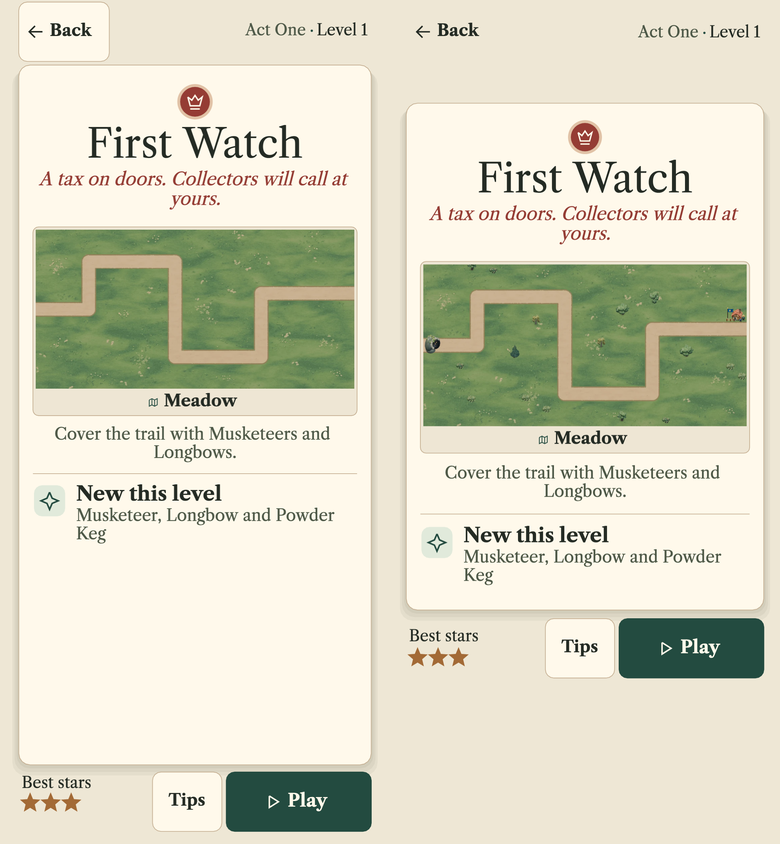 Back
Act One · Level 1
First Watch
A tax on doors. Collectors will call at
yours.
Meadow
Cover the trail with Musketeers and
Longbows.
New this level
Musketeer, Longbow and Powder
Keg
Best stars
Tips
Play
Back
Act One · Level 1
First Watch
A tax on doors. Collectors will call at
yours.
Meadow
Cover the trail with Musketeers and
Longbows.
New this level
Musketeer, Longbow and Powder
Keg
Best stars
Tips
Play